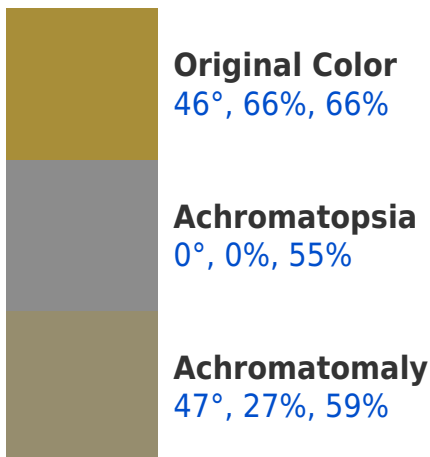 Original Color
46°, 66%, 66%
Achromatopsia
0°, 0%, 55%
Achromatomaly
47°, 27%, 59%